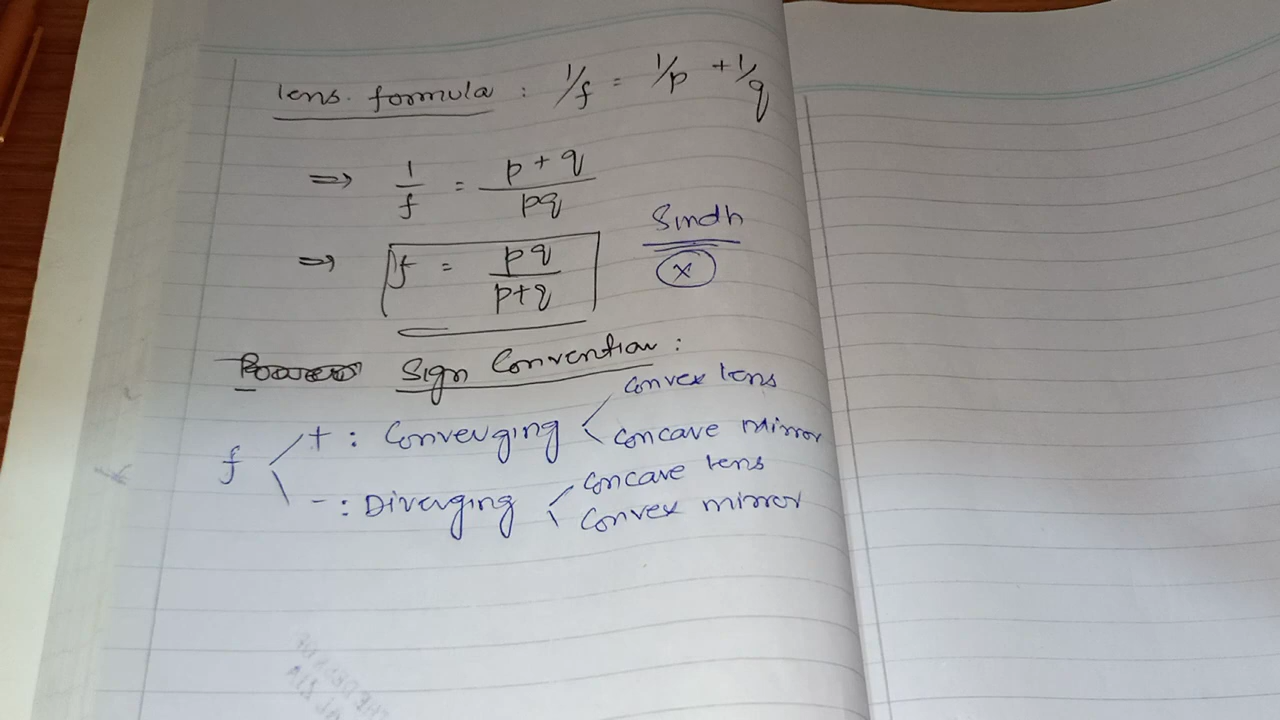 lens. formula : 1/f = 1/p + 1/q
⇒ 1/f = p + q / pq
⇒ f = pq / p+q
Sindh
x
Sign Convention :
f
+ : Converging
convex lens
concave mirror
- : Diverging
concave lens
convex mirror